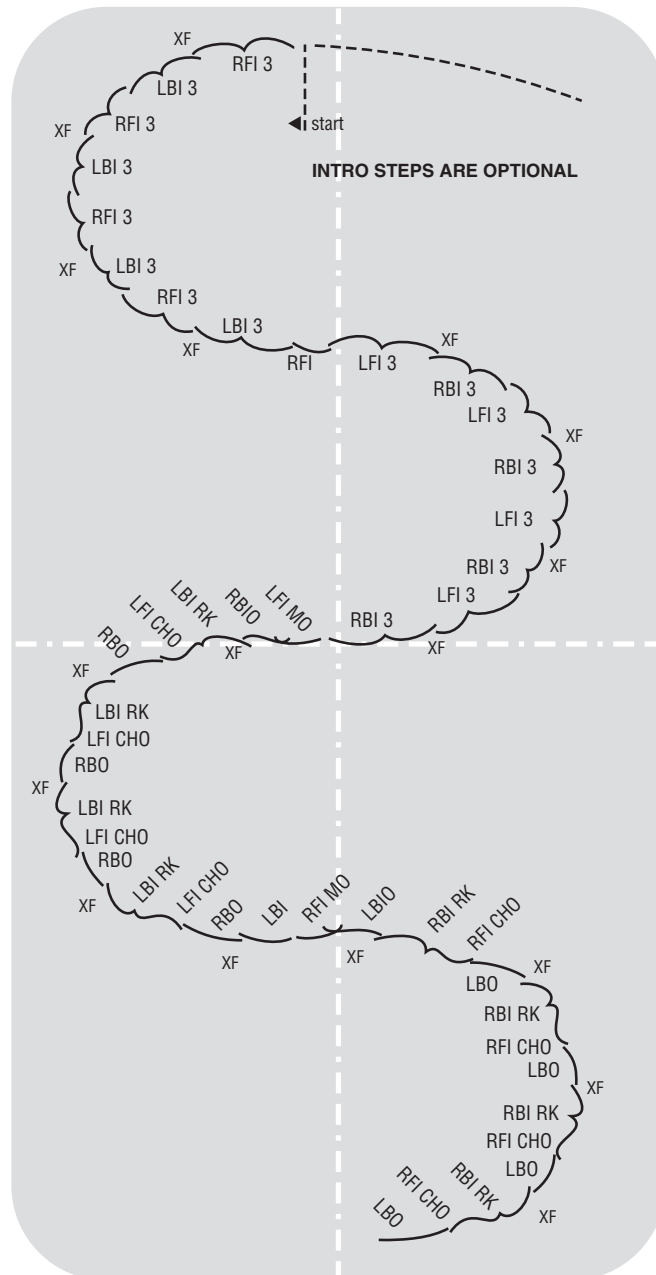 XF
RFI 3
LBI 3
start
XF
RFI 3
INTRO STEPS ARE OPTIONAL
LBI 3
RFI 3
XF
LBI 3
RFI 3
LBI 3
XF
RFI
LFI 3
XF
RBI 3
LFI 3
XF
RBI 3
LFI 3
RBI 3
XF
LFI 3
RBI 3
XF
LFI MO
RBIO
XF
LBI RK
LFI CHO
RBO
XF
LBI RK
LFI CHO
RBO
XF
LBI RK
LFI CHO
RBO
XF
LBI RK
LFI CHO
RBO
XF
LBI
RFI MO
XF
LBIO
RBI RK
RFI CHO
XF
LBO
RBI RK
RFI CHO
LBO
XF
RBI RK
RFI CHO
LBO
XF
RBI RK
RFI CHO
LBO